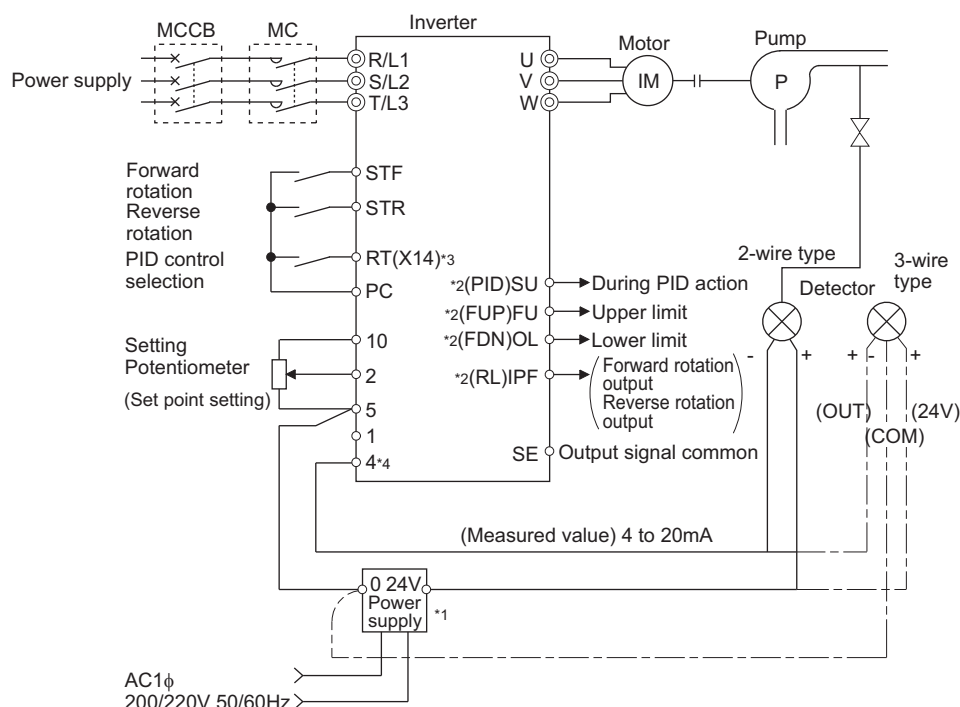 Inverter
MCCB
MC
Motor
Pump
R/L1
U
Power supply
S/L2
V
IM
P
T/L3
W
Forward
rotation
STF
Reverse
rotation
STR
PID control
selection
RT(X14)*3
PC
2-wire type
3-wire
type
*2(PID)SU
During PID action
Detector
*2(FUP)FU
Upper limit
*2(FDN)OL
Lower limit
*2(RL)IPF
Forward rotation
output
Reverse rotation
output
- + + - +
Setting
Potentiometer
(Set point setting)
10
2
5
1
4*4
(OUT)
(24V)
(COM)
SE
Output signal common
(Measured value) 4 to 20mA
0 24V
Power
supply
*1
AC1ϕ
200/220V 50/60Hz